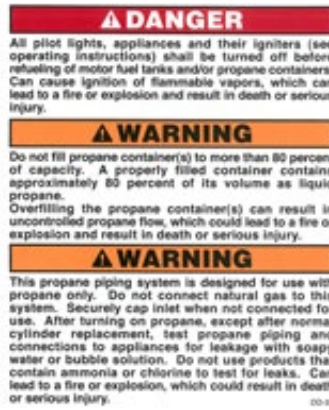 DANGER
All pilot lights, appliances and their igniters (see
operating instructions) shall be turned off before
refueling of motor fuel tanks and/or propane containers.
Can cause ignition of flammable vapors, which can
lead to a fire or explosion and result in death or serious
injury.
WARNING
Do not fill propane container(s) to more than 80 percent
of capacity. A properly filled container contains
approximately 80 percent of its volume as liquid
propane.
Overfilling the propane container(s) can result in
uncontrolled propane flow, which could lead to a fire or
explosion and result in death or serious injury.
WARNING
This propane piping system is designed for use with
propane only. Do not connect natural gas to this
system. Securely cap inlet when not connected for
use. After turning on propane, except after normal
cylinder replacement, test propane piping and
connections to appliances for leakage with soapy
water or bubble solution. Do not use products that
contain ammonia or chlorine to test for leaks. Can
lead to a fire or explosion, which could result in death
or serious injury.